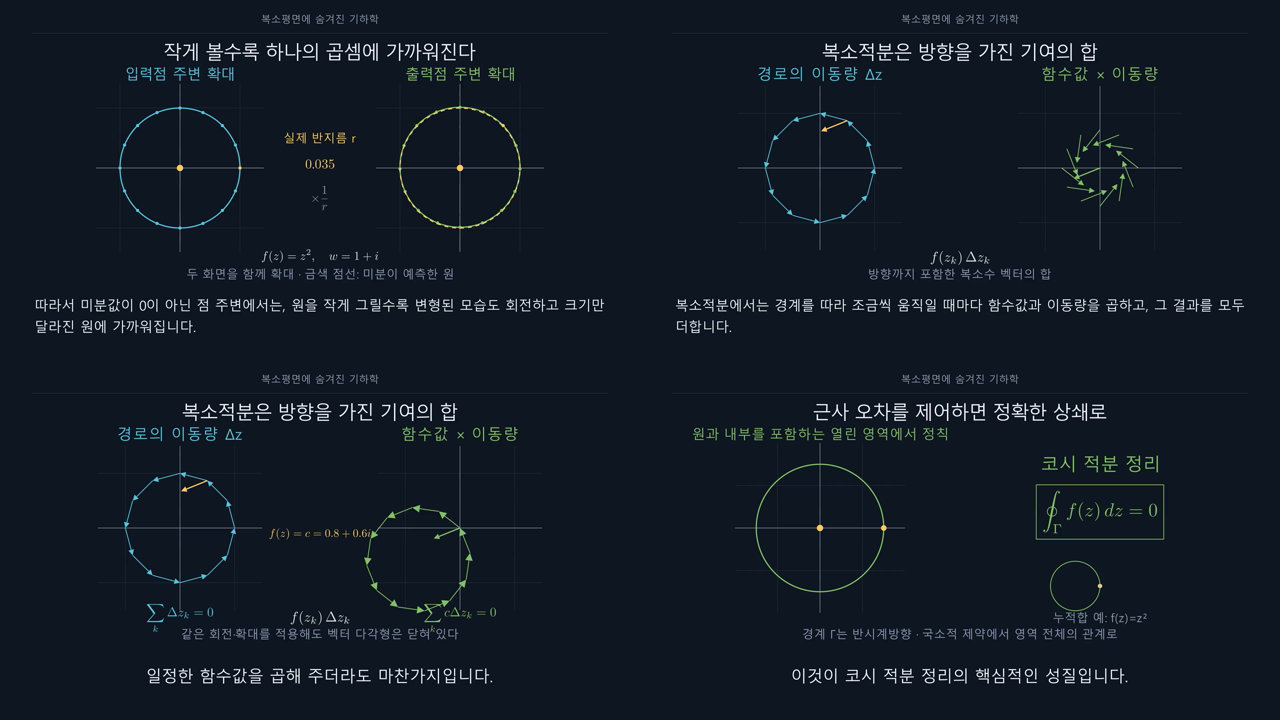 복소평면에 숨겨진 기하학
작게 볼수록 하나의 곱셈에 가까워진다
입력점 주변 확대
출력점 주변 확대
실제 반지름 r
0.035
× 1/r
f(z) = z², w = 1 + i
두 화면을 함께 확대 · 금색 점선: 미분이 예측한 원
따라서 미분값이 0이 아닌 점 주변에서는, 원을 작게 그릴수록 변형된 모습도 회전하고 크기만
달라진 원에 가까워집니다.
복소평면에 숨겨진 기하학
복소적분은 방향을 가진 기여의 합
경로의 이동량 Δz
함수값 × 이동량
f(z_k) Δz_k
방향까지 포함한 복소수 벡터의 합
복소적분에서는 경계를 따라 조금씩 움직일 때마다 함수값과 이동량을 곱하고, 그 결과를 모두
더합니다.
복소평면에 숨겨진 기하학
복소적분은 방향을 가진 기여의 합
경로의 이동량 Δz
함수값 × 이동량
f(z) = c = 0.8 + 0.6i
∑_k Δz_k = 0
f(z_k) Δz_k
∑_k cΔz_k = 0
같은 회전·확대를 적용해도 벡터 다각형은 닫혀 있다
일정한 함수값을 곱해 주더라도 마찬가지입니다.
복소평면에 숨겨진 기하학
근사 오차를 제어하면 정확한 상쇄로
원과 내부를 포함하는 열린 영역에서 정칙
코시 적분 정리
∮_Γ f(z) dz = 0
누적합 예: f(z)=z²
경계 Γ는 반시계방향 · 국소적 제약에서 영역 전체의 관계로
이것이 코시 적분 정리의 핵심적인 성질입니다.